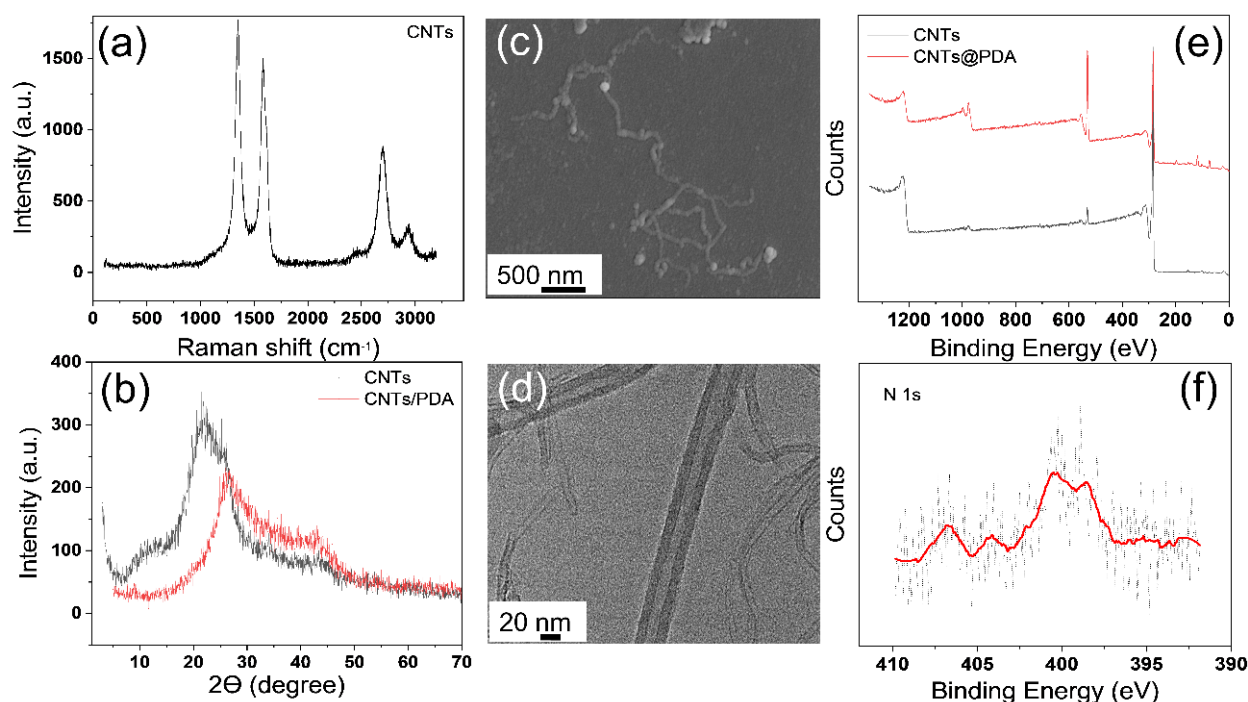 (a)
CNTs
Intensity (a.u.)
1500
1000
500
0
0 500 1000 1500 2000 2500 3000
Raman shift (cm-1)
(b)
CNTs
CNTs/PDA
Intensity (a.u.)
400
300
200
100
0
10 20 30 40 50 60 70
2Θ (degree)
(c)
500 nm
(d)
20 nm
(e)
CNTs
CNTs@PDA
Counts
1200 1000 800 600 400 200 0
Binding Energy (eV)
(f)
N 1s
Counts
410 405 400 395 390
Binding Energy (eV)